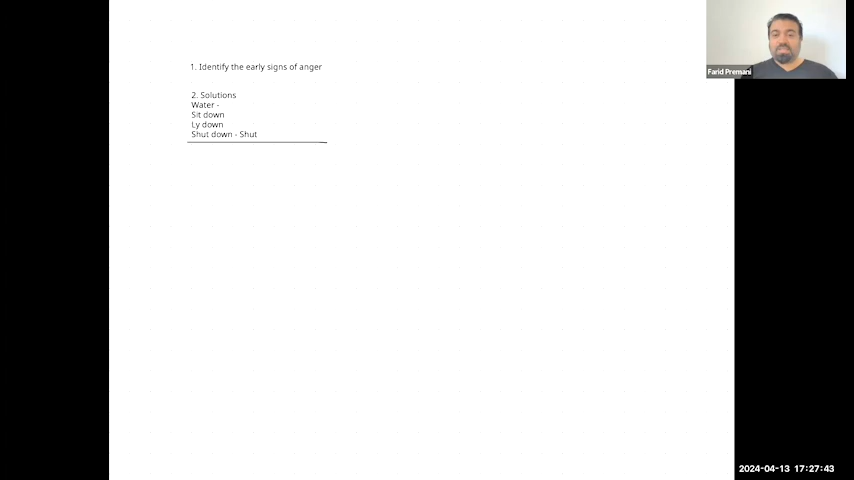 1. Identify the early signs of anger
2. Solutions
Water -
Sit down
Ly down
Shut down - Shut
Farid Premani
2024-04-13 17:27:43